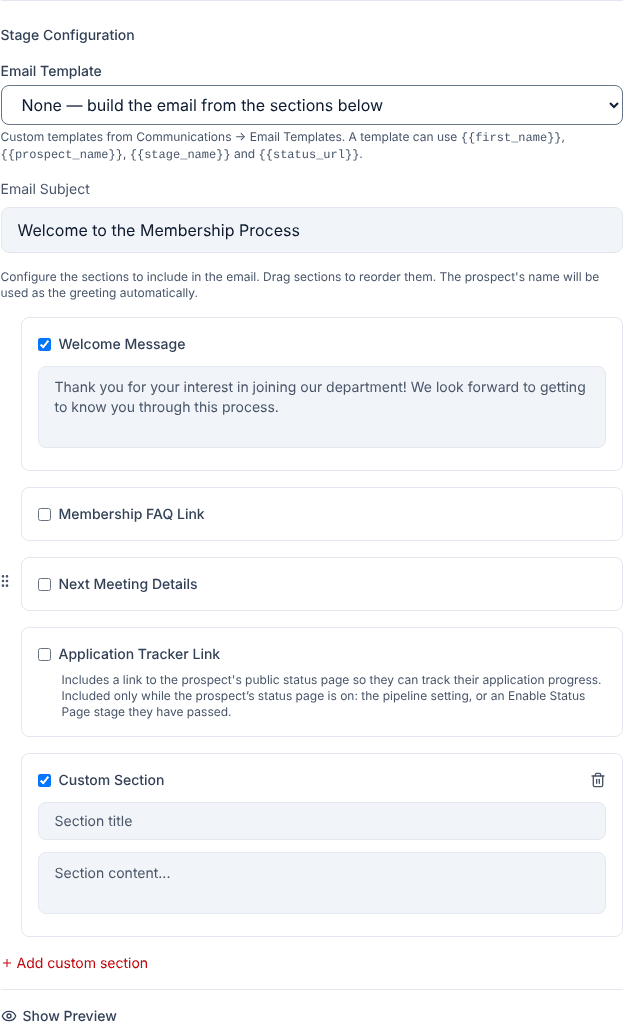 Stage Configuration
Email Template
None — build the email from the sections below
Custom templates from Communications → Email Templates. A template can use {{first_name}},
{{prospect_name}}, {{stage_name}} and {{status_url}}.
Email Subject
Welcome to the Membership Process
Configure the sections to include in the email. Drag sections to reorder them. The prospect's name will be
used as the greeting automatically.
Welcome Message
Thank you for your interest in joining our department! We look forward to getting
to know you through this process.
Membership FAQ Link
Next Meeting Details
Application Tracker Link
Includes a link to the prospect's public status page so they can track their application progress.
Included only while the prospect’s status page is on: the pipeline setting, or an Enable Status
Page stage they have passed.
Custom Section
Section title
Section content...
+ Add custom section
Show Preview